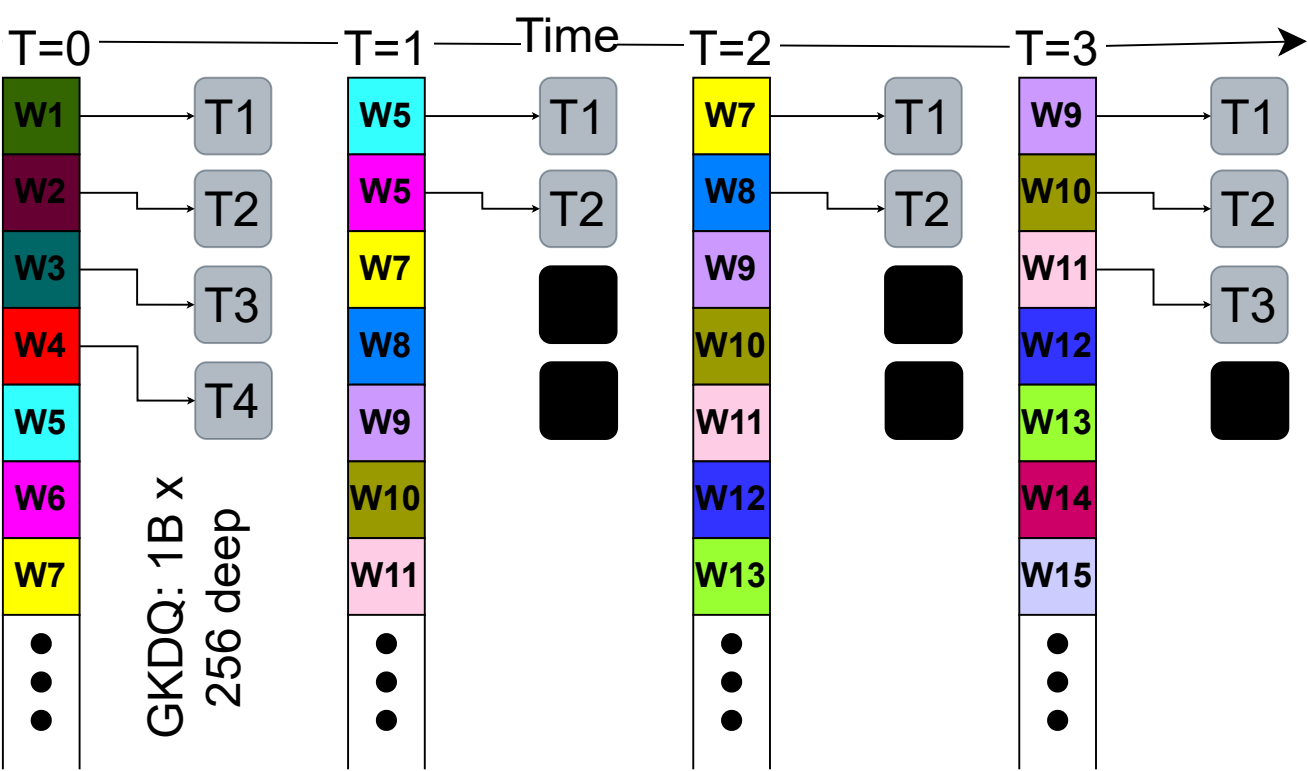 T=0 T=1 Time T=2 T=3
W1 T1 W5 T1 W7 T1 W9 T1
W2 T2 W5 T2 W8 T2 W10 T2
W3 T3 W7 W9 W11 T3
W4 T4 W8 W10 W12
W5 W9 W11 W13
W6 W10 W12 W14
W7 W11 W13 W15
GKDQ: 1B x
256 deep